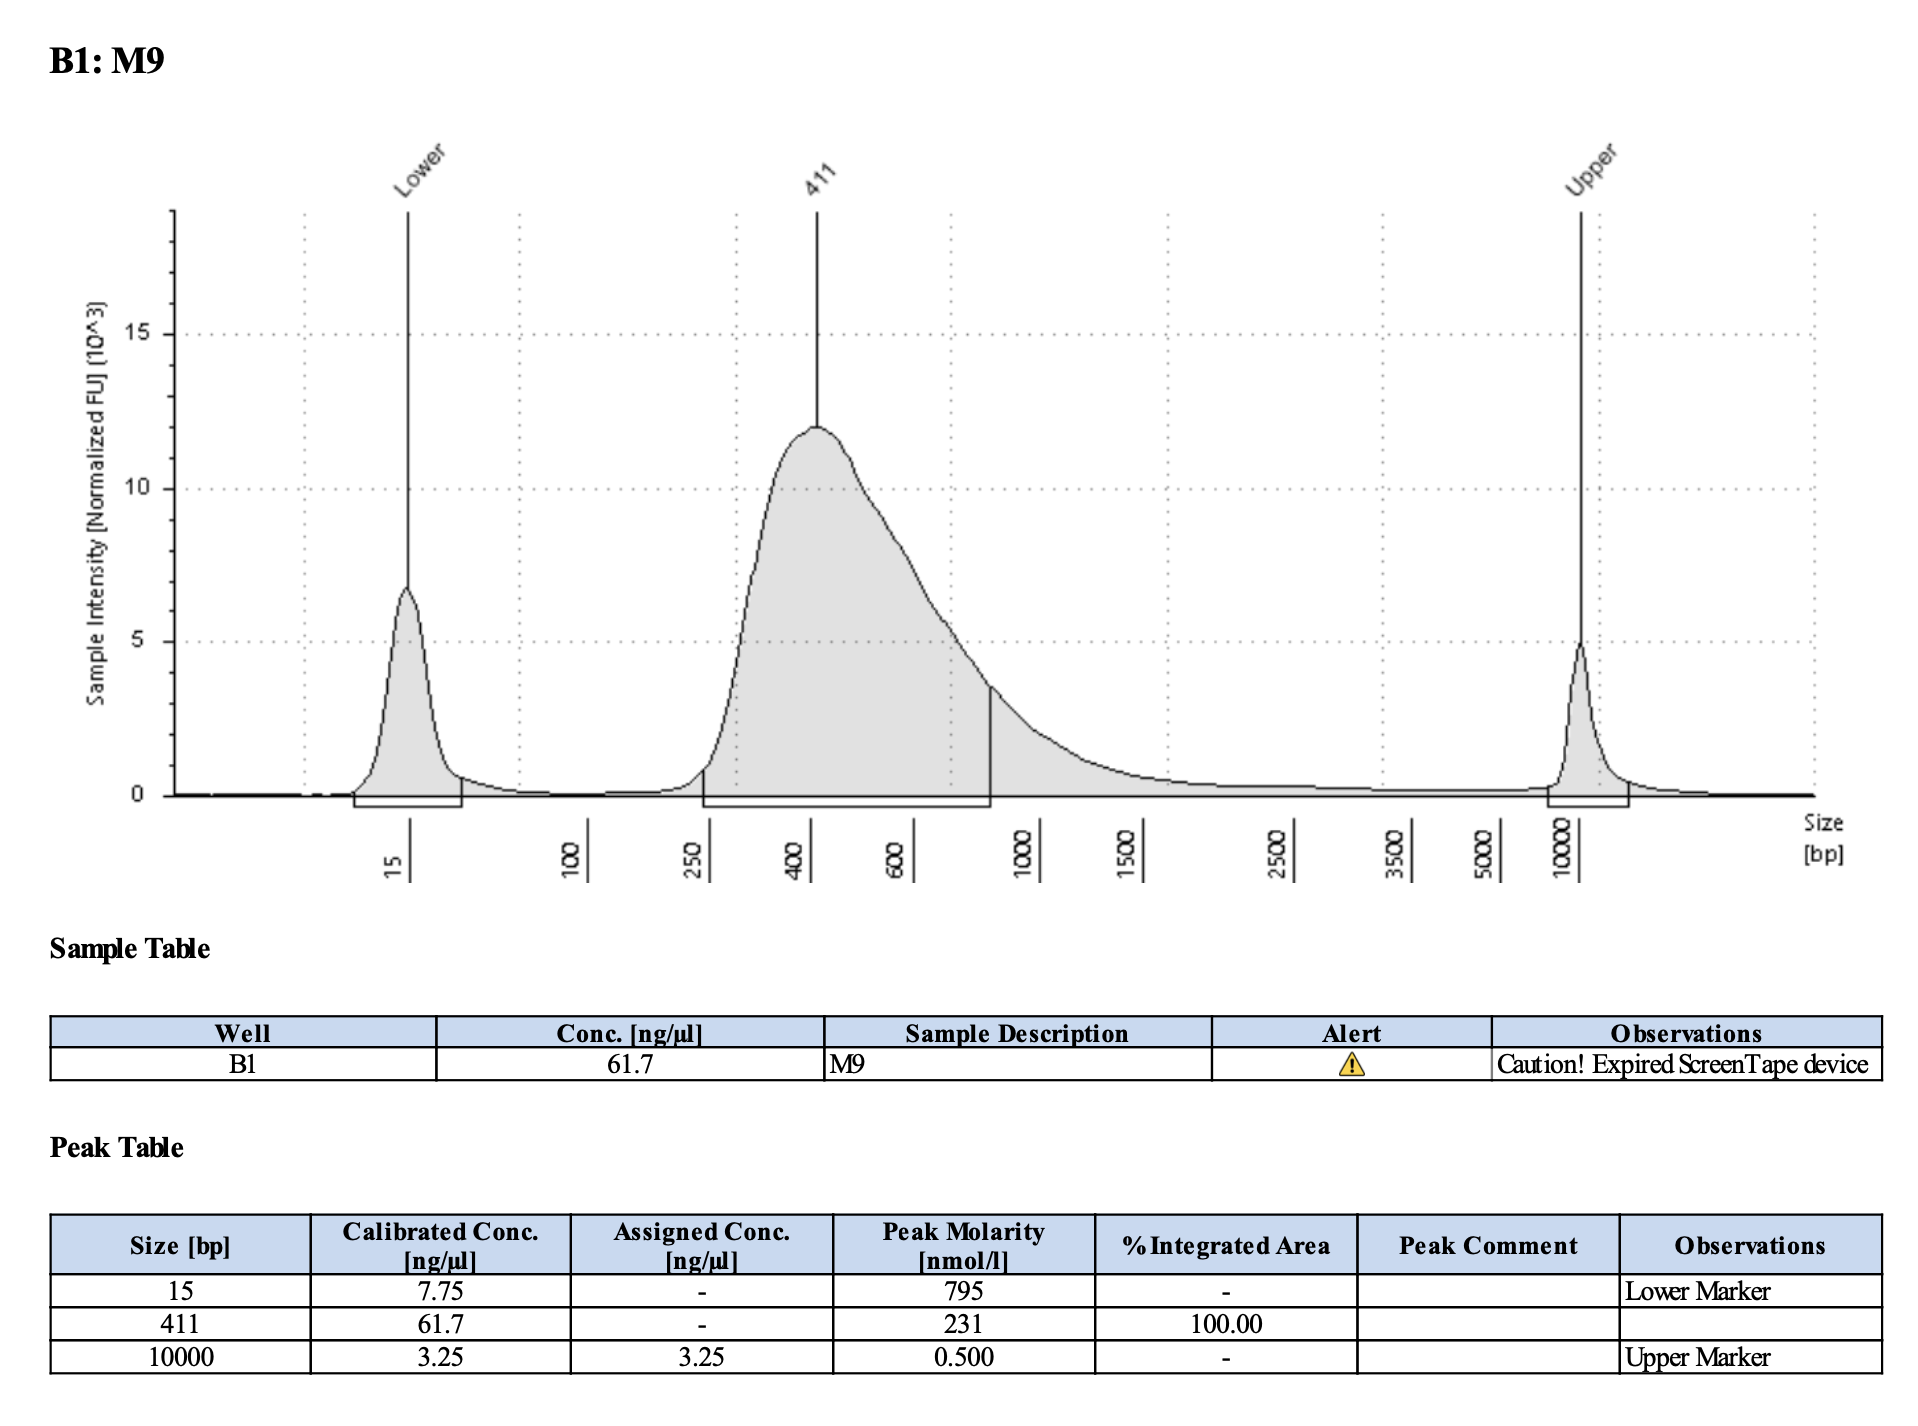 B1: M9
Lower
411
Upper
Sample Intensity [Normalized FU] (10^3)
15
10
5
0
15
100
250
400
600
1000
1500
2500
3500
5000
10000
Size
[bp]
Sample Table
Well Conc. [ng/µl] Sample Description Alert Observations
B1 61.7 M9 Caution! Expired ScreenTape device
Peak Table
Size [bp] Calibrated Conc. [ng/µl] Assigned Conc. [ng/µl] Peak Molarity [nmol/l] % Integrated Area Peak Comment Observations
15 7.75 - 795 - Lower Marker
411 61.7 - 231 100.00
10000 3.25 3.25 0.500 - Upper Marker